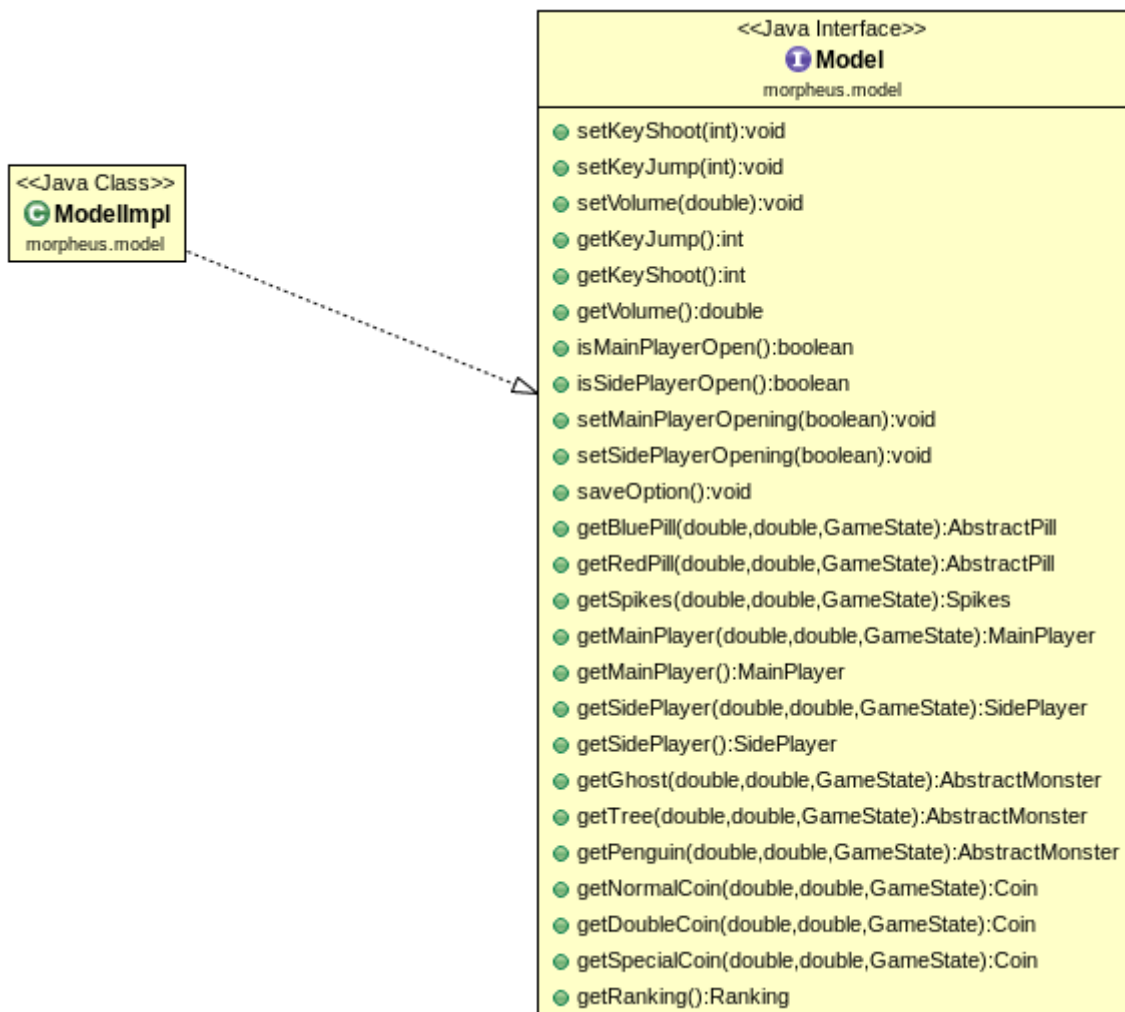 <<Java Class>>
C ModelImpl
morpheus.model
<<Java Interface>>
I Model
morpheus.model
setKeyShoot(int):void
setKeyJump(int):void
setVolume(double):void
getKeyJump():int
getKeyShoot():int
getVolume():double
isMainPlayerOpen():boolean
isSidePlayerOpen():boolean
setMainPlayerOpening(boolean):void
setSidePlayerOpening(boolean):void
saveOption():void
getBluePill(double,double,GameState):AbstractPill
getRedPill(double,double,GameState):AbstractPill
getSpikes(double,double,GameState):Spikes
getMainPlayer(double,double,GameState):MainPlayer
getMainPlayer():MainPlayer
getSidePlayer(double,double,GameState):SidePlayer
getSidePlayer():SidePlayer
getGhost(double,double,GameState):AbstractMonster
getTree(double,double,GameState):AbstractMonster
getPenguin(double,double,GameState):AbstractMonster
getNormalCoin(double,double,GameState):Coin
getDoubleCoin(double,double,GameState):Coin
getSpecialCoin(double,double,GameState):Coin
getRanking():Ranking